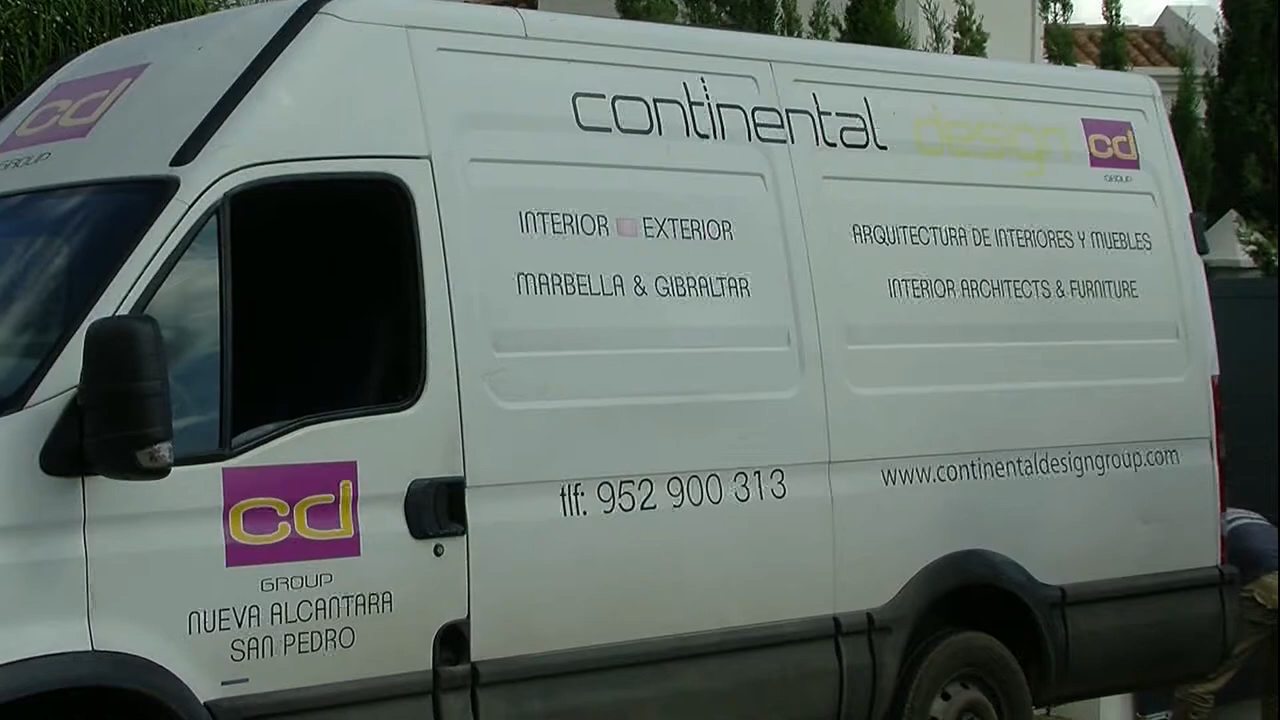 cd
GROUP
continental design cd
GROUP
INTERIOR EXTERIOR
MARBELLA & GIBRALTAR
ARQUITECTURA DE INTERIORES Y MUEBLES
INTERIOR ARCHITECTS & FURNITURE
tlf: 952 900 313
www.continentaldesigngroup.com
cd
GROUP
NUEVA ALCANTARA
SAN PEDRO